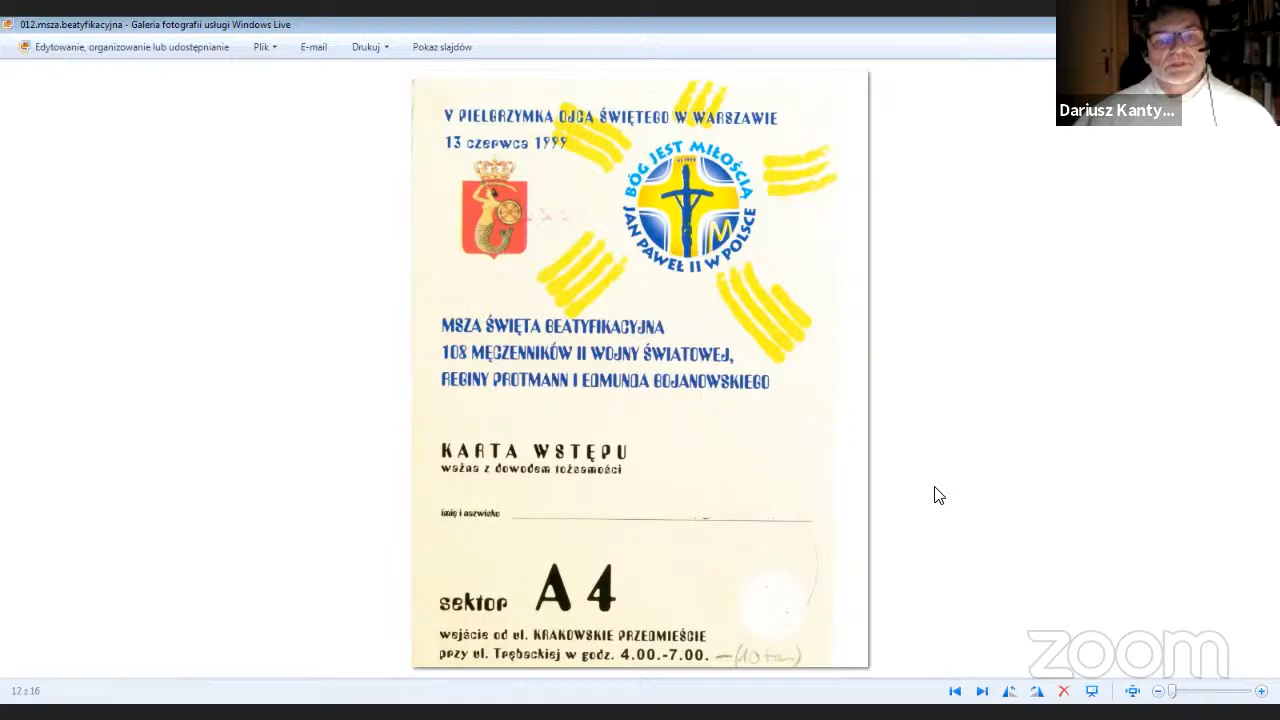 012.msza.beatyfikacyjna - Galeria fotografii usługi Windows Live
Edytowanie, organizowanie lub udostępnianie Plik E-mail Drukuj Pokaz slajdów
Dariusz Kanty...
V PIELGRZYMKA OJCA ŚWIĘTEGO W WARSZAWIE
13 czerwca 1999
BÓG JEST MIŁOŚCIĄ
JAN PAWEŁ II W POLSCE
MSZA ŚWIĘTA BEATYFIKACYJNA
108 MĘCZENNIKÓW II WOJNY ŚWIATOWEJ,
REGINY PROTMANN I EDMUNDA BOJANOWSKIEGO
KARTA WSTĘPU
ważna z dowodem tożsamości
imię i nazwisko
sektor A4
wejście od ul. KRAKOWSKIE PRZEDMIEŚCIE
przy ul. Trębackiej w godz. 4.00.-7.00.
zoom
12 z 16